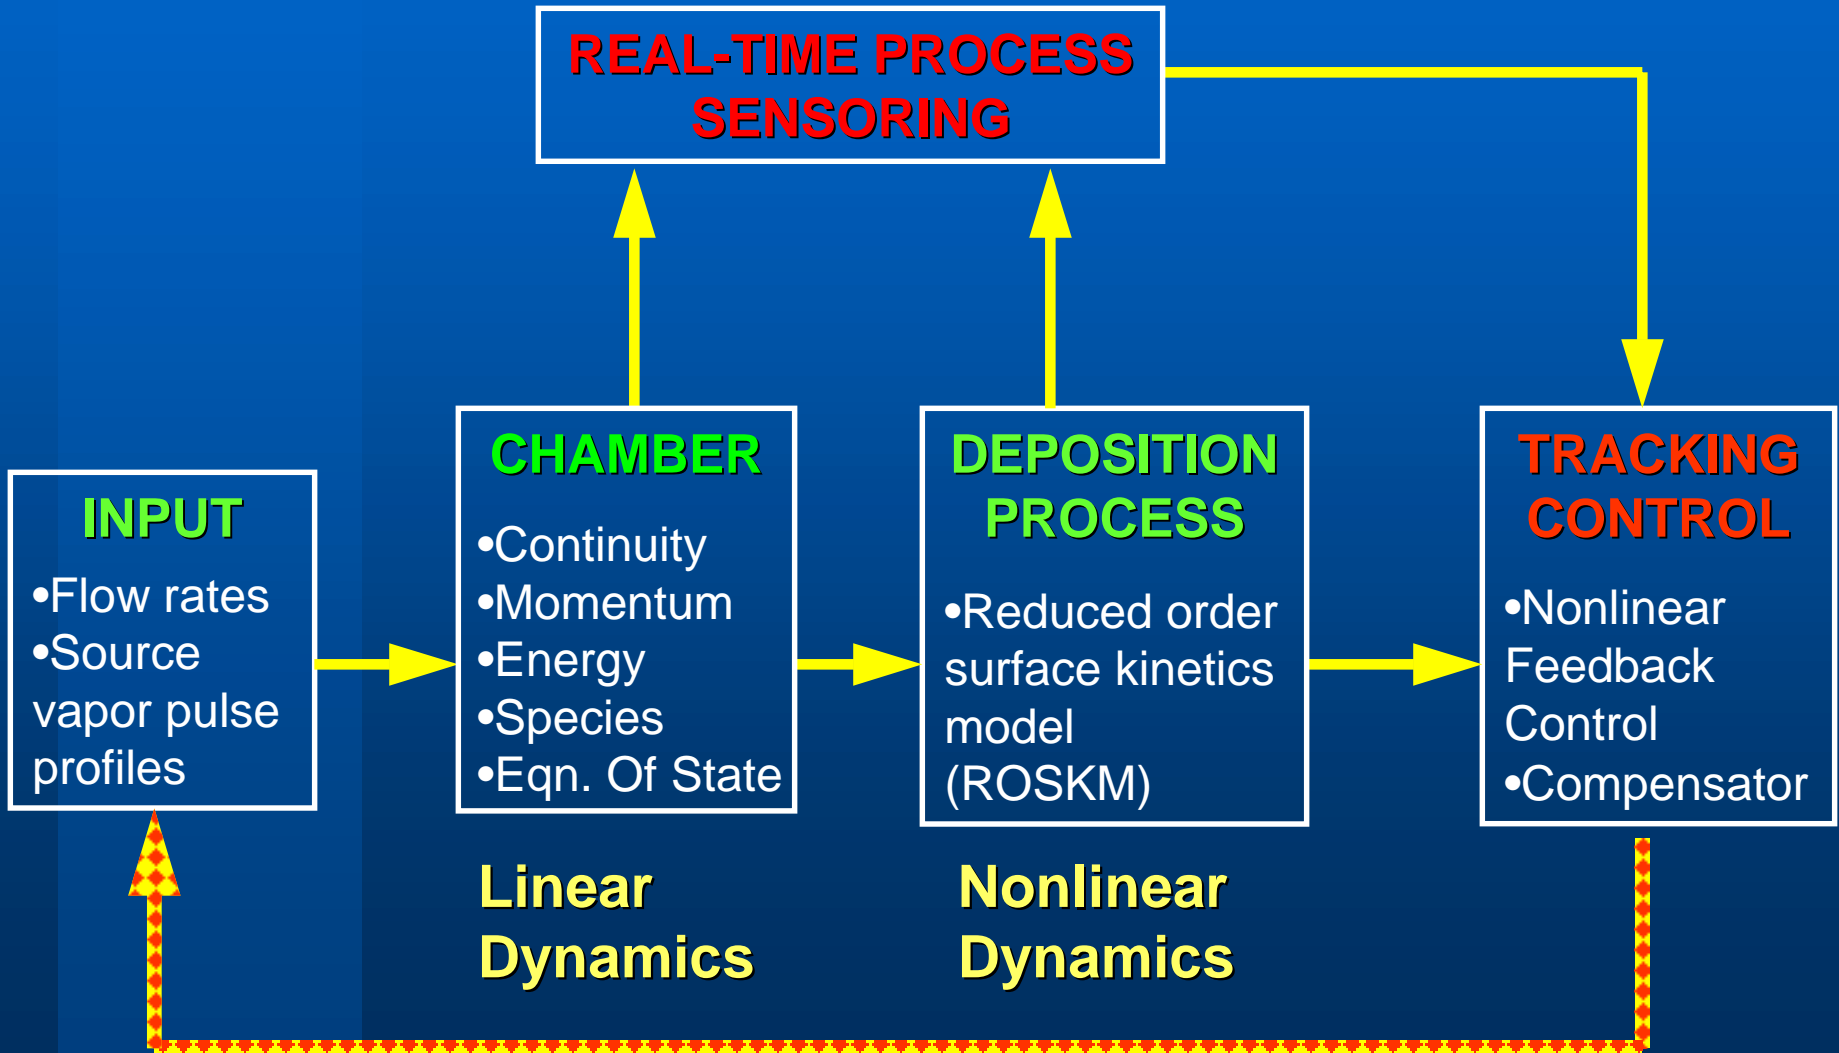 REAL-TIME PROCESS
SENSORING
INPUT
•Flow rates
•Source
vapor pulse
profiles
CHAMBER
•Continuity
•Momentum
•Energy
•Species
•Eqn. Of State
Linear
Dynamics
DEPOSITION
PROCESS
•Reduced order
surface kinetics
model
(ROSKM)
Nonlinear
Dynamics
TRACKING
CONTROL
•Nonlinear
Feedback
Control
•Compensator